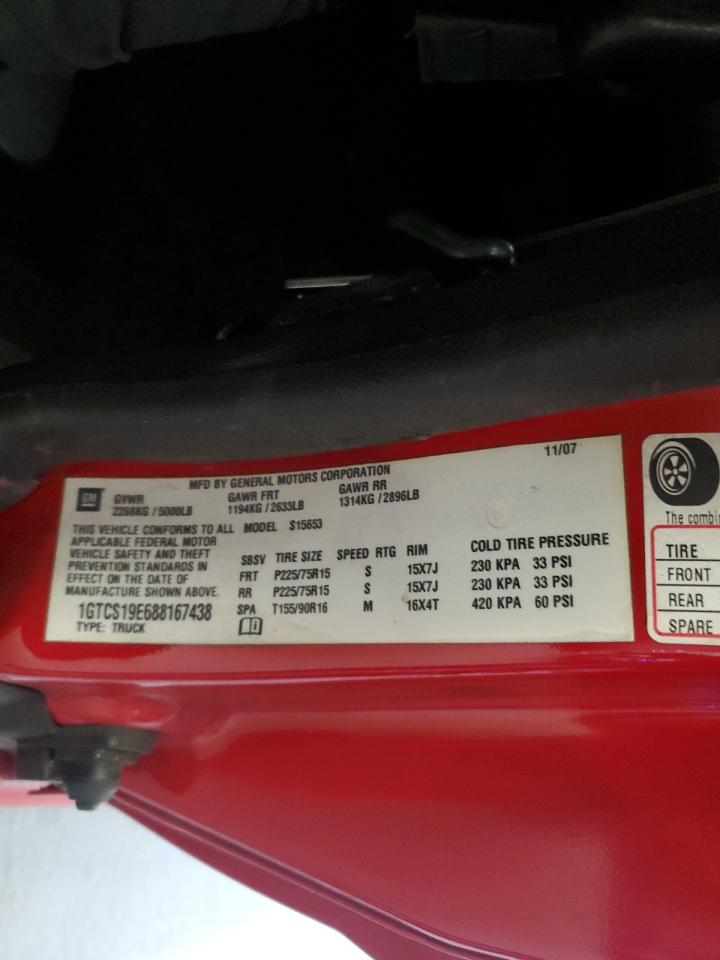 11/07
MFD BY GENERAL MOTORS CORPORATION
GM
GVWR GAWR FRT GAWR RR
2268KG / 5000LB 1194KG / 2633LB 1314KG / 2896LB
THIS VEHICLE CONFORMS TO ALL
APPLICABLE FEDERAL MOTOR
VEHICLE SAFETY AND THEFT
PREVENTION STANDARDS IN
EFFECT ON THE DATE OF
MANUFACTURE SHOWN ABOVE.
1GTCS19E688167438
TYPE: TRUCK
MODEL S15653
SBSV TIRE SIZE SPEED RTG RIM COLD TIRE PRESSURE
FRT P225/75R15 S 15X7J 230 KPA 33 PSI
RR P225/75R15 S 15X7J 230 KPA 33 PSI
SPA T155/90R16 M 16X4T 420 KPA 60 PSI
The
TIRE
FRONT
REAR
SPARE